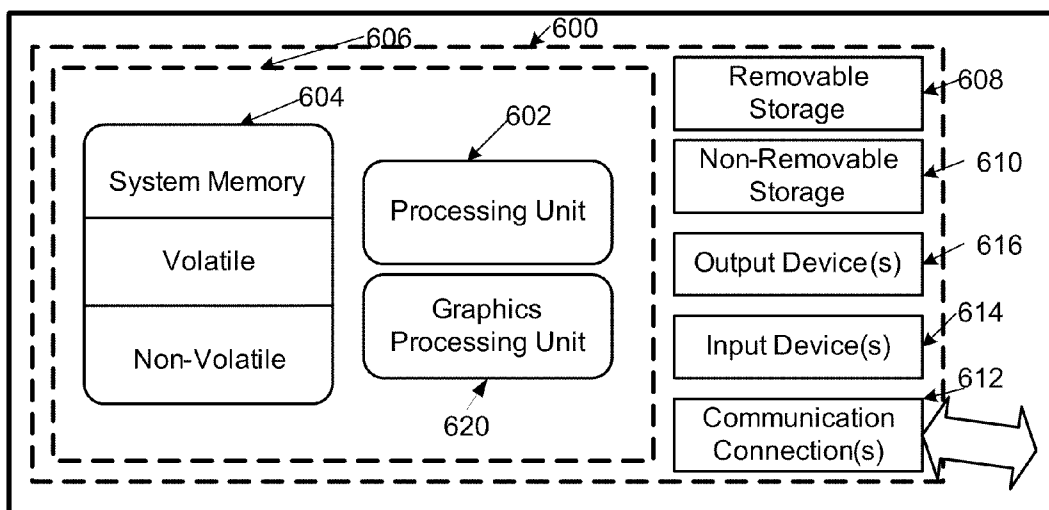 606
600
604
System Memory
Volatile
Non-Volatile
602
Processing Unit
Graphics
Processing Unit
620
Removable
Storage
608
Non-Removable
Storage
610
Output Device(s)
616
Input Device(s)
614
Communication
Connection(s)
612